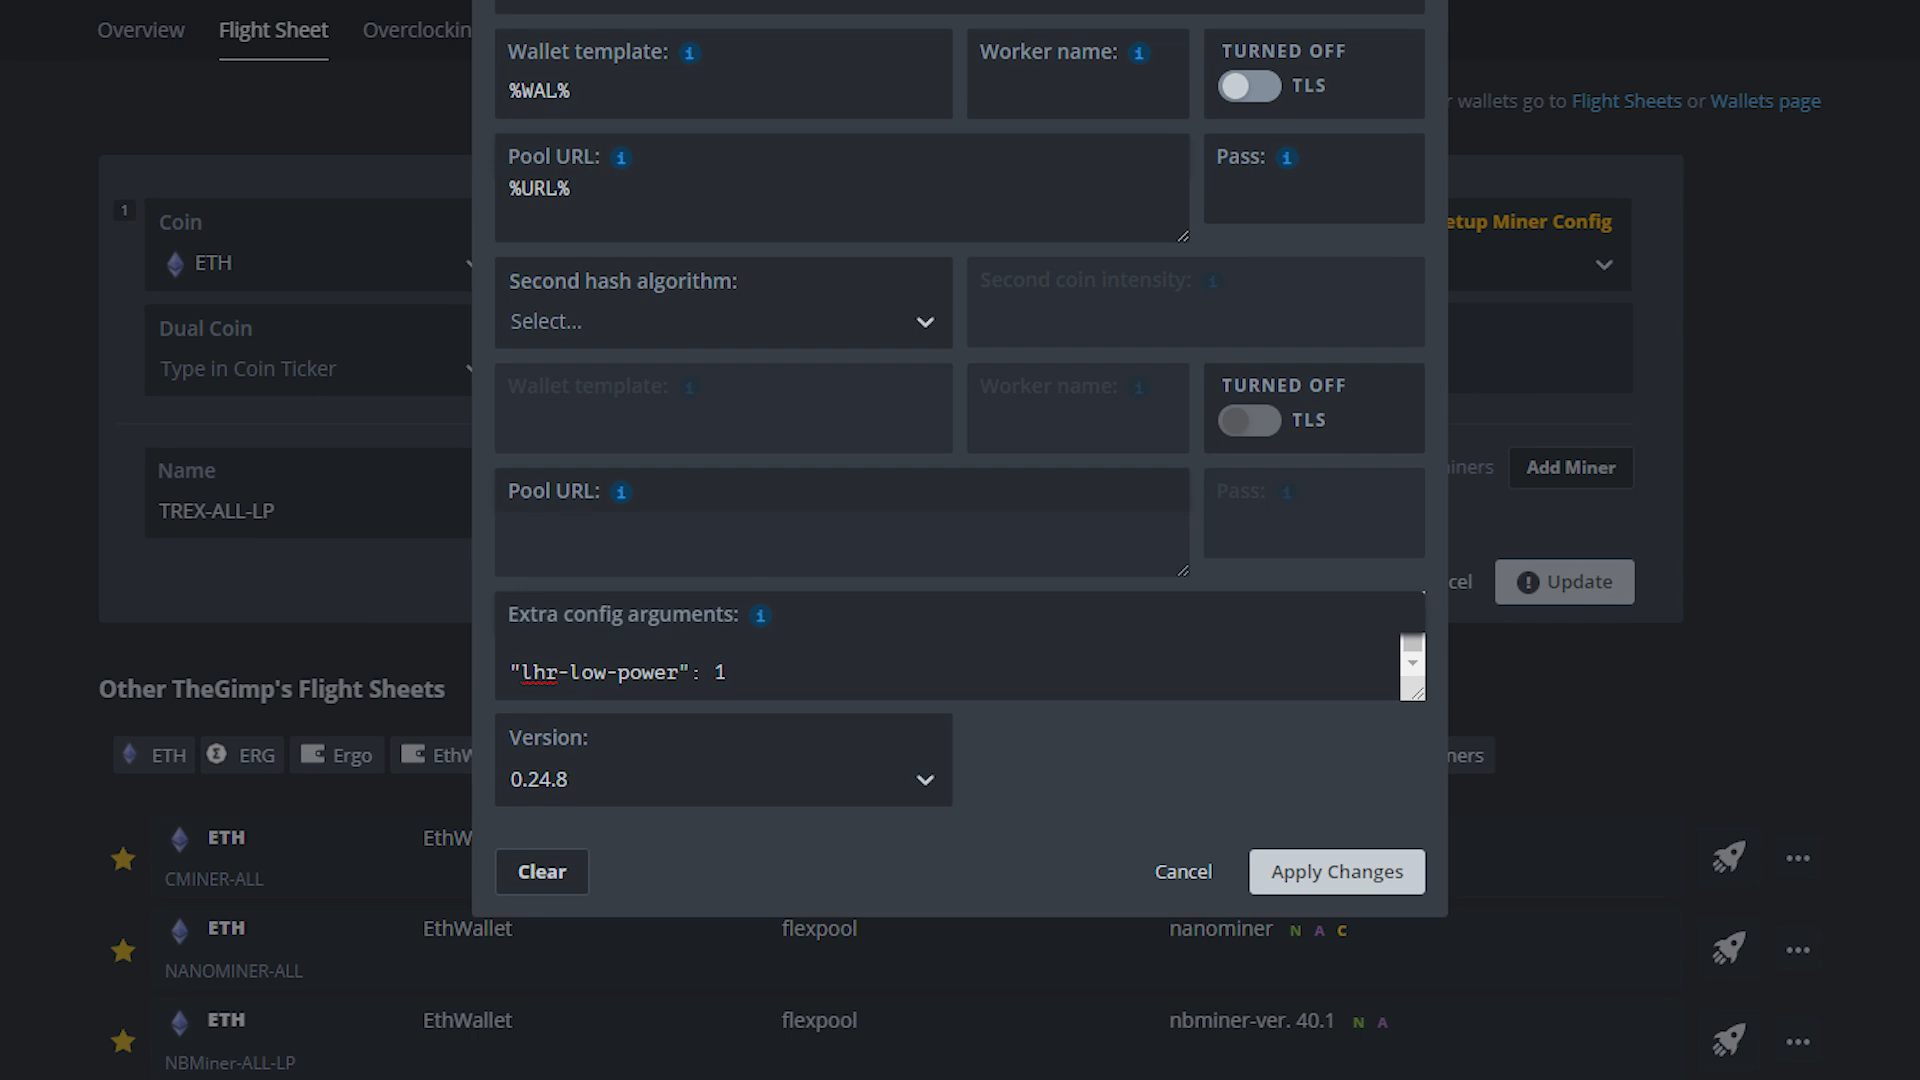 Overview
Flight Sheet
Overclockin
Wallet template: i
%WAL%
Worker name: i
TURNED OFF
TLS
r wallets go to Flight Sheets or Wallets page
Pool URL: i
%URL%
Pass: i
1
Coin
ETH
etup Miner Config
Second hash algorithm:
Select...
Second coin intensity: i
Dual Coin
Type in Coin Ticker
Wallet template: i
Worker name: i
TURNED OFF
TLS
Name
TREX-ALL-LP
Pool URL: i
Pass: i
iners
Add Miner
cel
Update
Extra config arguments: i
"lhr-low-power": 1
Other TheGimp's Flight Sheets
ETH
ERG
Ergo
EthW
ners
Version:
0.24.8
ETH
EthW
CMINER-ALL
Clear
Cancel
Apply Changes
ETH
EthWallet
flexpool
nanominer N A C
NANOMINER-ALL
ETH
EthWallet
flexpool
nbminer-ver. 40.1 N A
NBMiner-ALL-LP